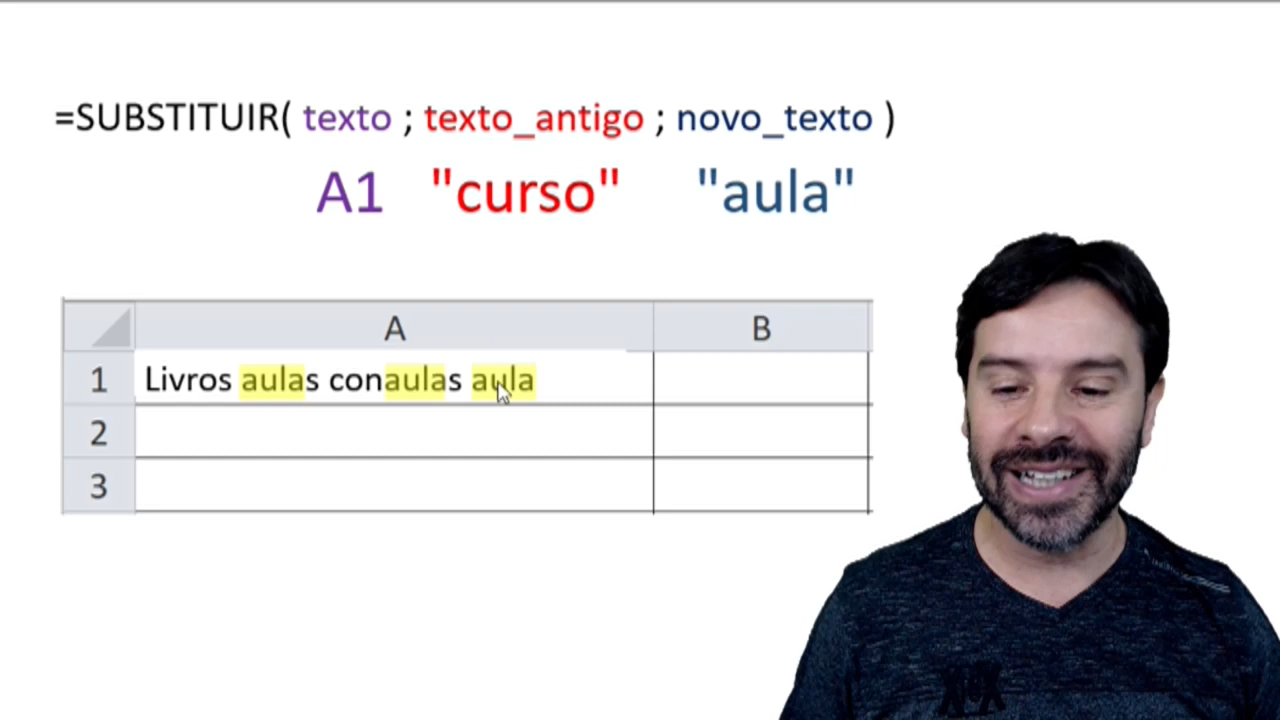 =SUBSTITUIR( texto ; texto_antigo ; novo_texto )
A1 "curso" "aula"
A B
1 Livros aulas conaulas aula
2
3